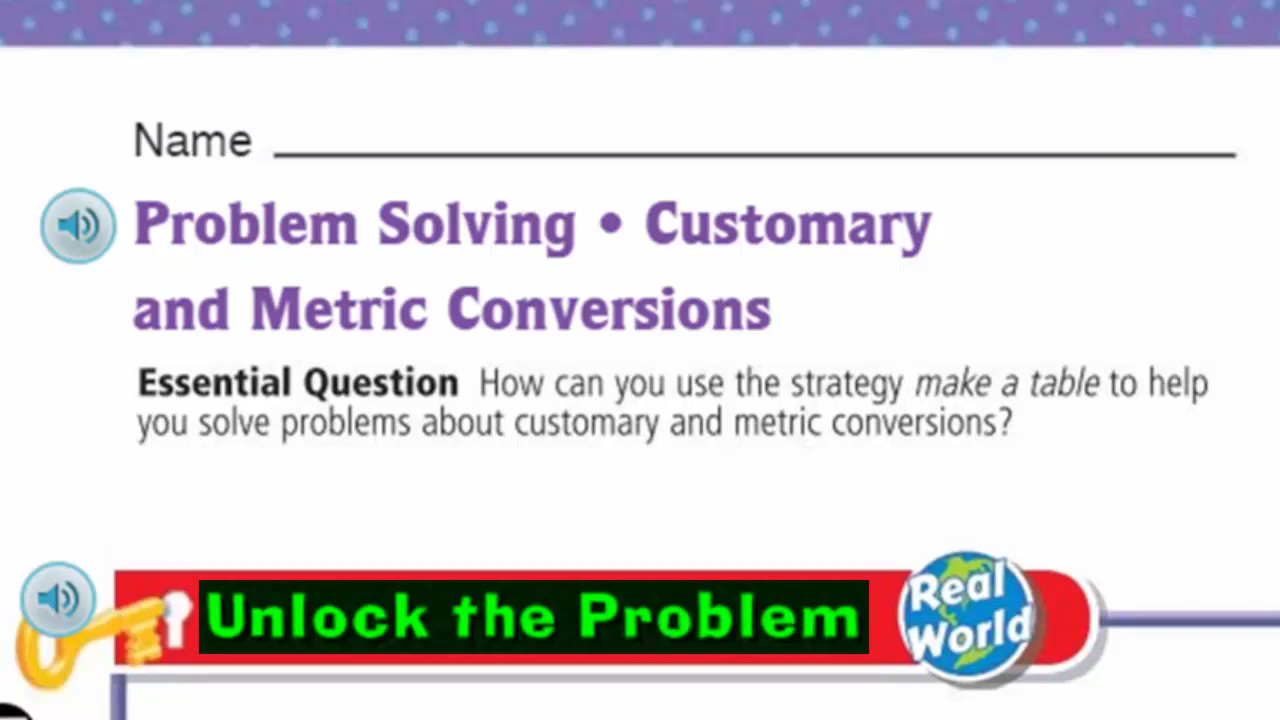 Name
Problem Solving • Customary
and Metric Conversions
Essential Question How can you use the strategy make a table to help
you solve problems about customary and metric conversions?
Unlock the Problem
Real
World